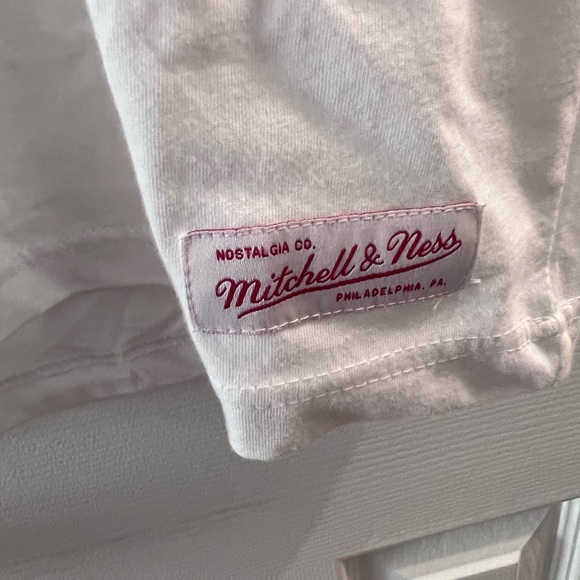 NOSTALGIA CO.
Mitchell & Ness
PHILADELPHIA, PA.